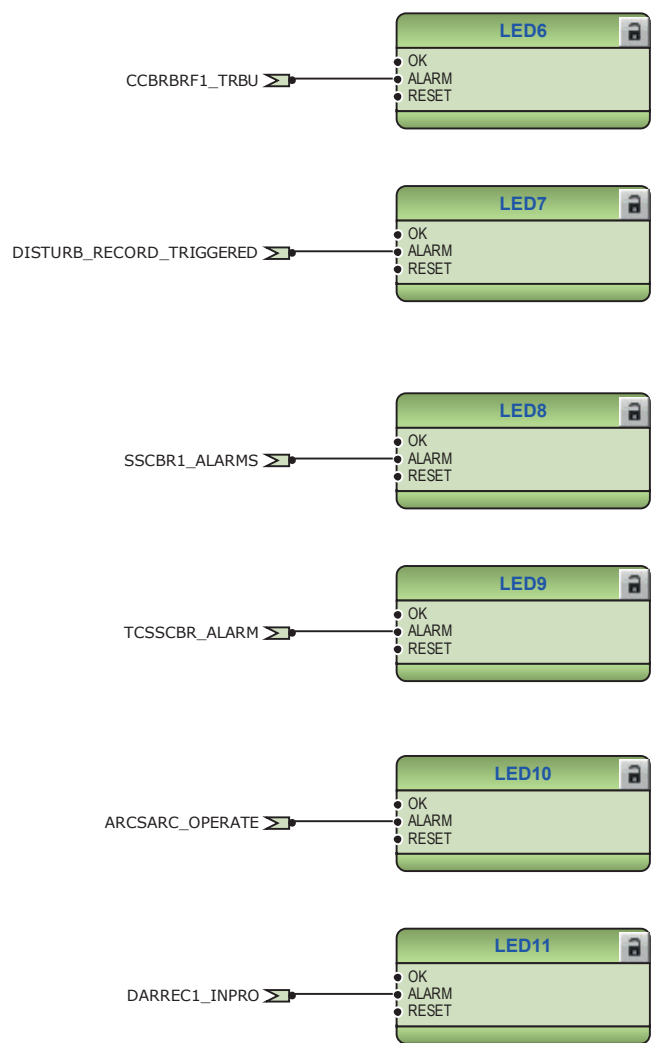 LED6
OK
CCBRBRF1_TRBU
ALARM
RESET
LED7
OK
DISTURB_RECORD_TRIGGERED
ALARM
RESET
LED8
OK
SSCBR1_ALARMS
ALARM
RESET
LED9
OK
TCSSCBR_ALARM
ALARM
RESET
LED10
OK
ARCSARC_OPERATE
ALARM
RESET
LED11
OK
DARREC1_INPRO
ALARM
RESET